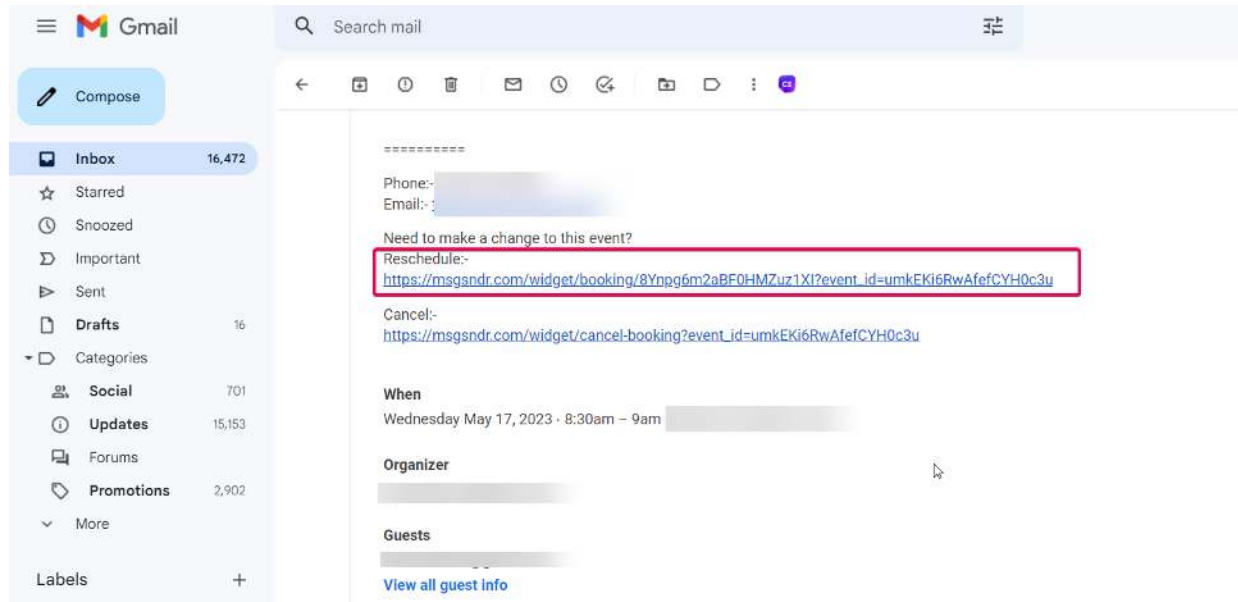 Gmail
Search mail
Compose
Inbox 16,472
Starred
Snoozed
Important
Sent
Drafts 16
Categories
Social 701
Updates 15,153
Forums
Promotions 2,902
More
Labels +
CS
==========
Phone:-
Email:-
Need to make a change to this event?
Reschedule:-
https://msgsndr.com/widget/booking/8Ynpg6m2aBF0HMZuz1XI?event_id=umkEKi6RwAfefCYH0c3u
Cancel:-
https://msgsndr.com/widget/cancel-booking?event_id=umkEKi6RwAfefCYH0c3u
When
Wednesday May 17, 2023 · 8:30am – 9am
Organizer
Guests
View all guest info